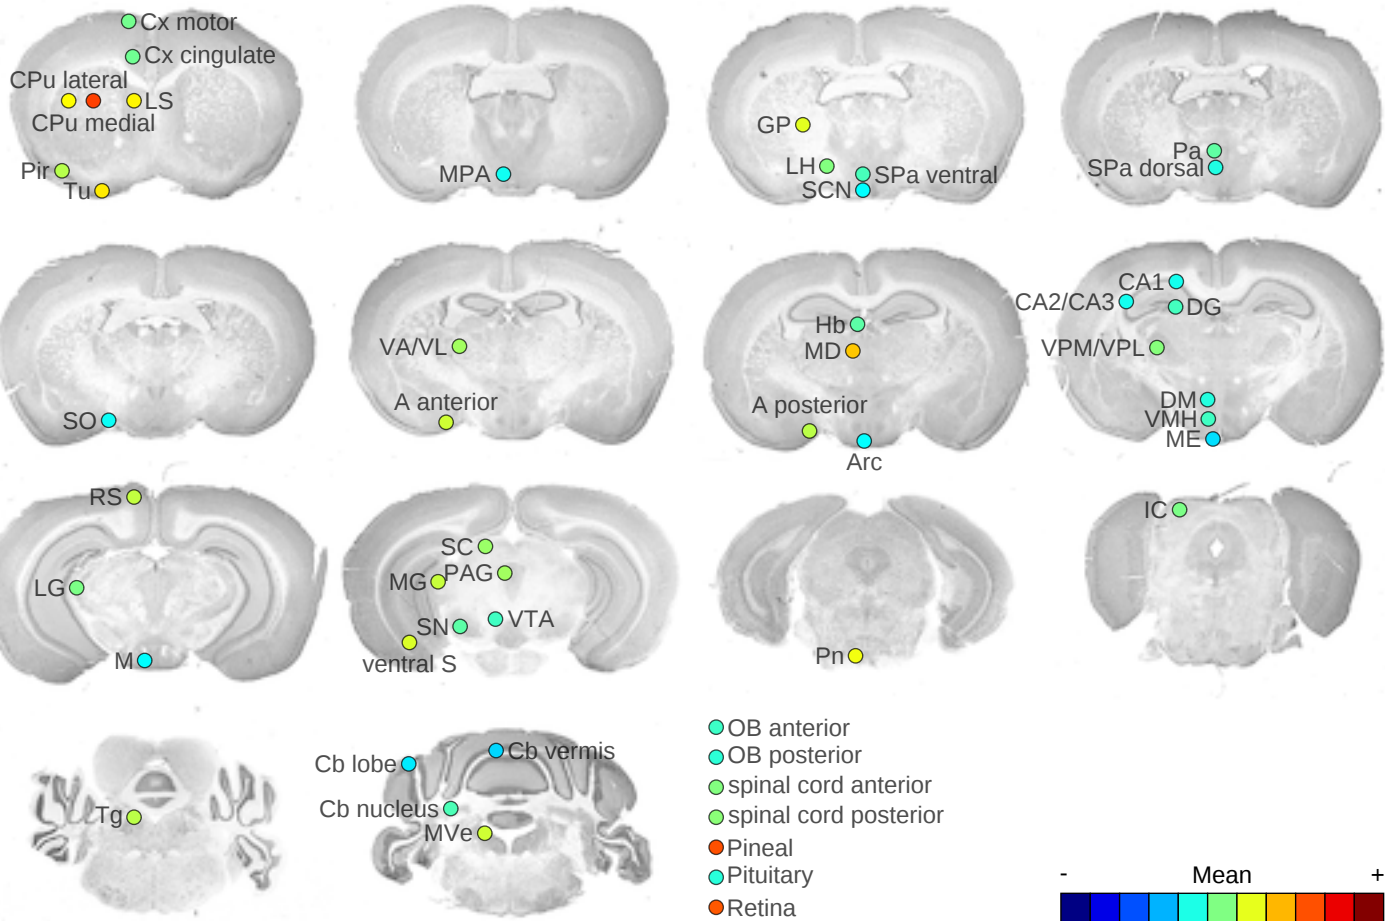 Cx motor
Cx cingulate
CPu lateral
LS
CPu medial
Pir
Tu
MPA
GP
LH
SPa ventral
SCN
Pa
SPa dorsal
SO
VA/VL
A anterior
Hb
MD
A posterior
Arc
CA1
CA2/CA3
DG
VPM/VPL
DM
VMH
ME
RS
LG
M
SC
MG
PAG
SN
VTA
ventral S
Pn
IC
Tg
Cb lobe
Cb vermis
Cb nucleus
MVe
OB anterior
OB posterior
spinal cord anterior
spinal cord posterior
Pineal
Pituitary
Retina
- Mean +